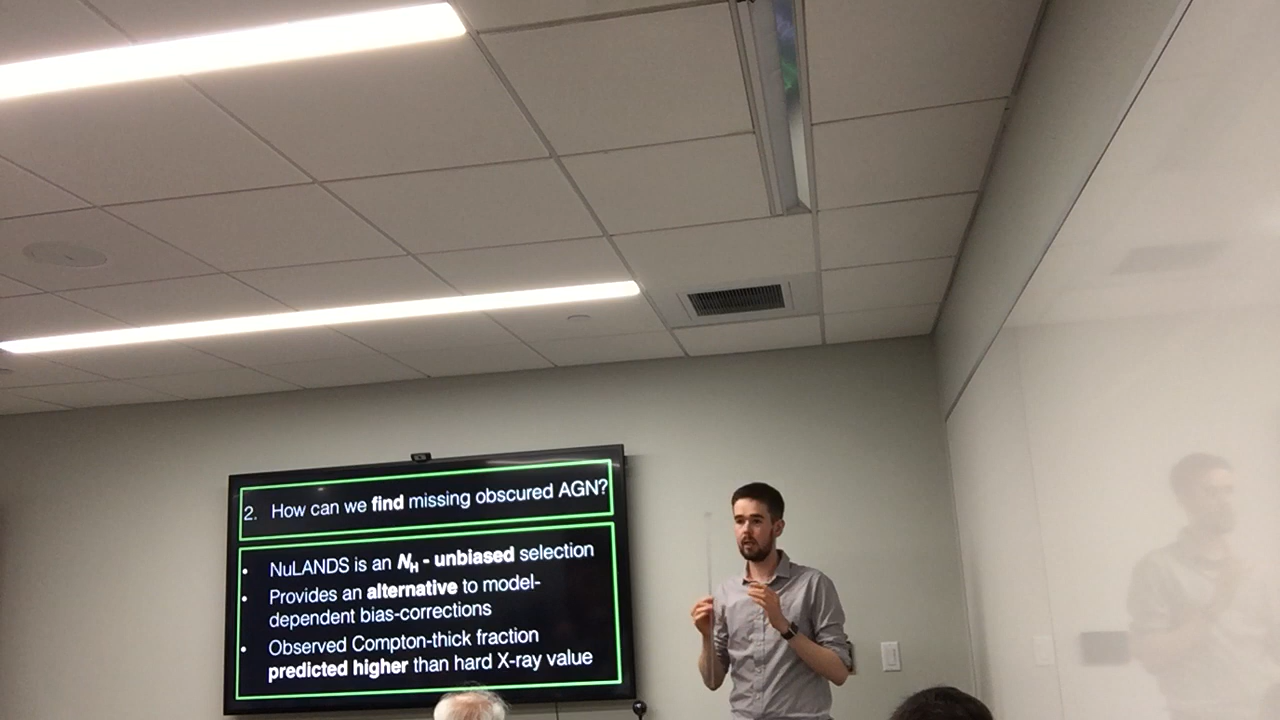 2. How can we find missing obscured AGN?
• NuLANDS is an NH - unbiased selection
• Provides an alternative to model-
dependent bias-corrections
• Observed Compton-thick fraction
predicted higher than hard X-ray value